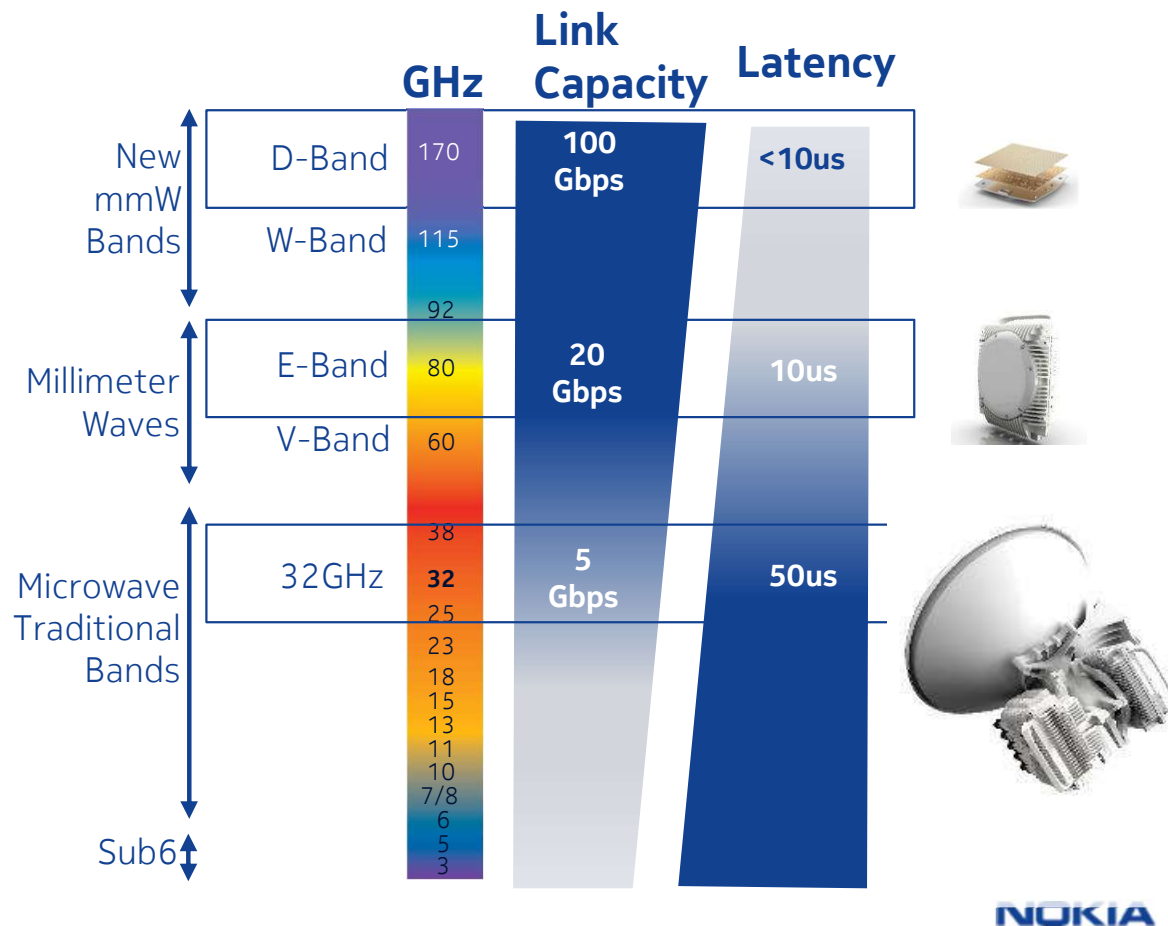 GHz
Link
Capacity
Latency
New
mmW
Bands
D-Band
170
100
Gbps
<10us
W-Band
115
92
Millimeter
Waves
E-Band
80
20
Gbps
10us
V-Band
60
Microwave
Traditional
Bands
38
32GHz
32
5
Gbps
50us
25
23
18
15
13
11
10
7/8
6
Sub6
5
3
NOKIA